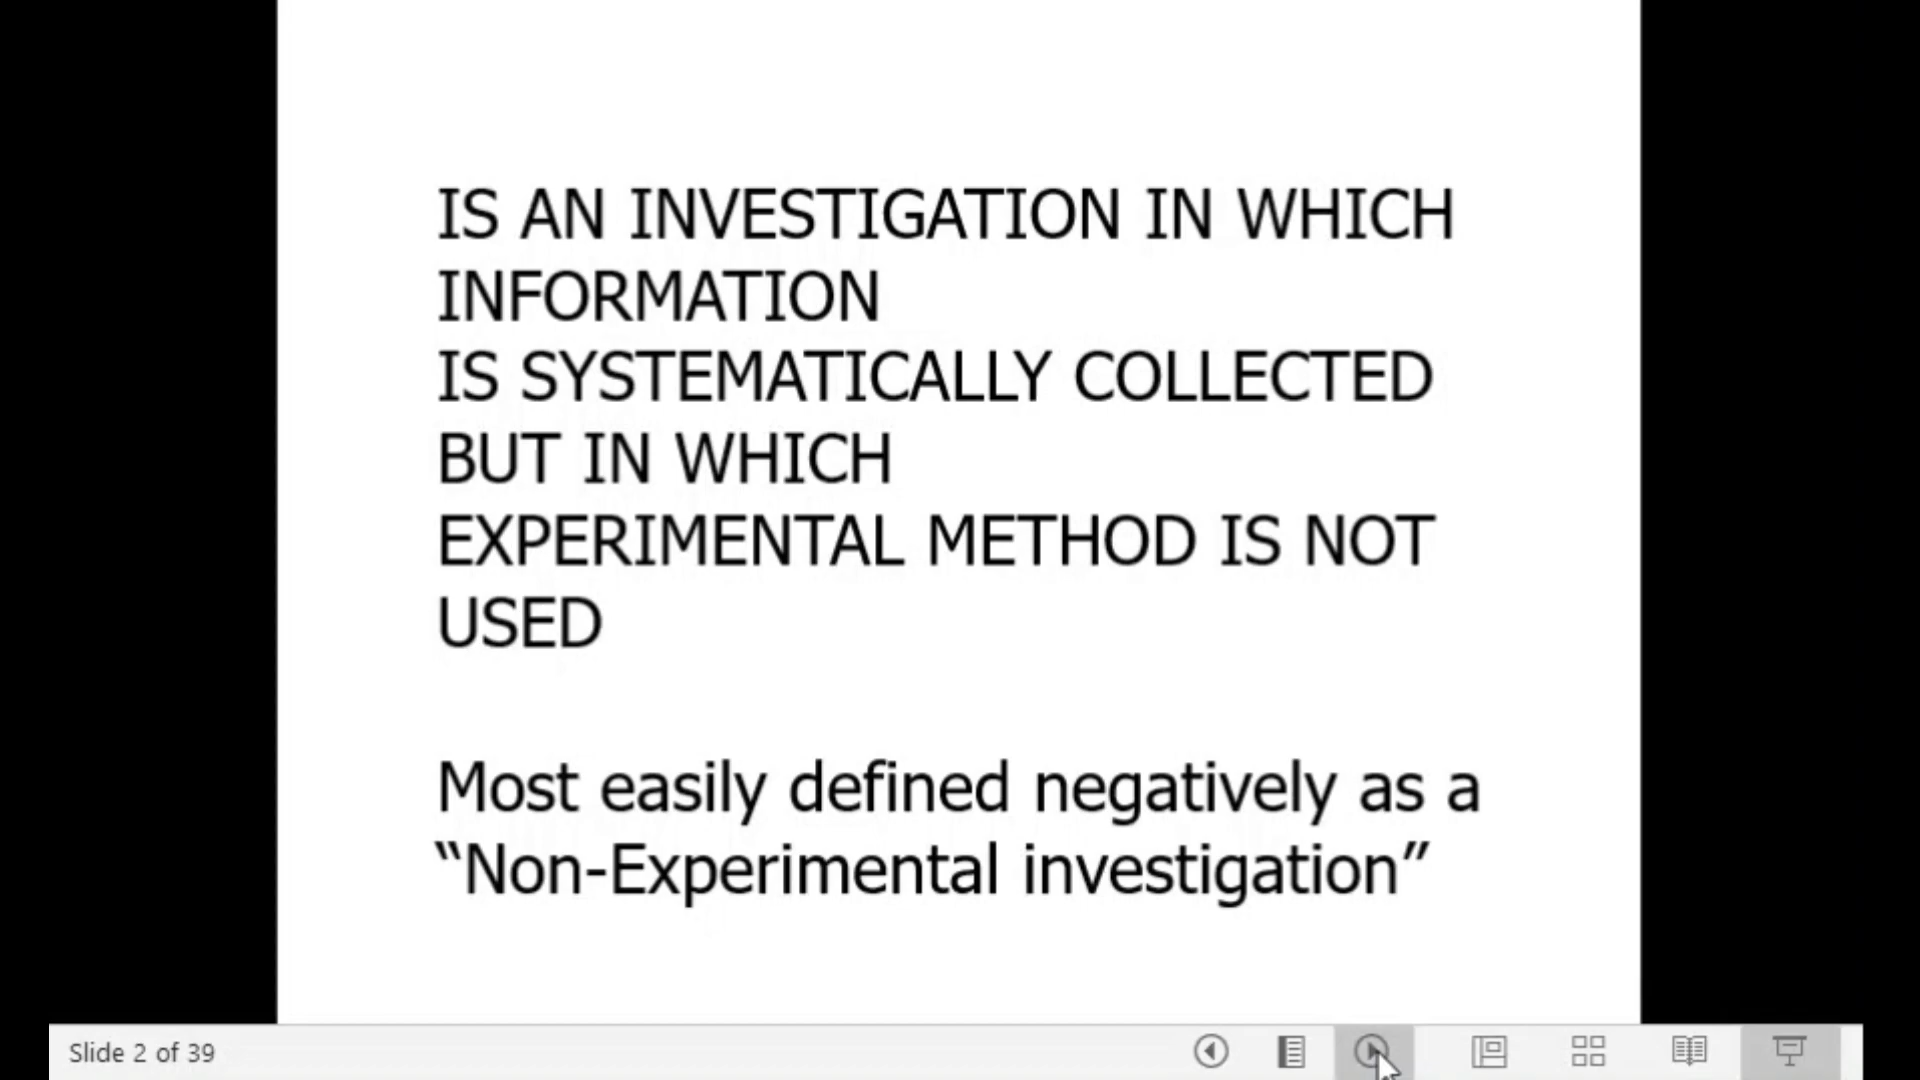 IS AN INVESTIGATION IN WHICH
INFORMATION
IS SYSTEMATICALLY COLLECTED
BUT IN WHICH
EXPERIMENTAL METHOD IS NOT
USED
Most easily defined negatively as a
“Non-Experimental investigation”
Slide 2 of 39